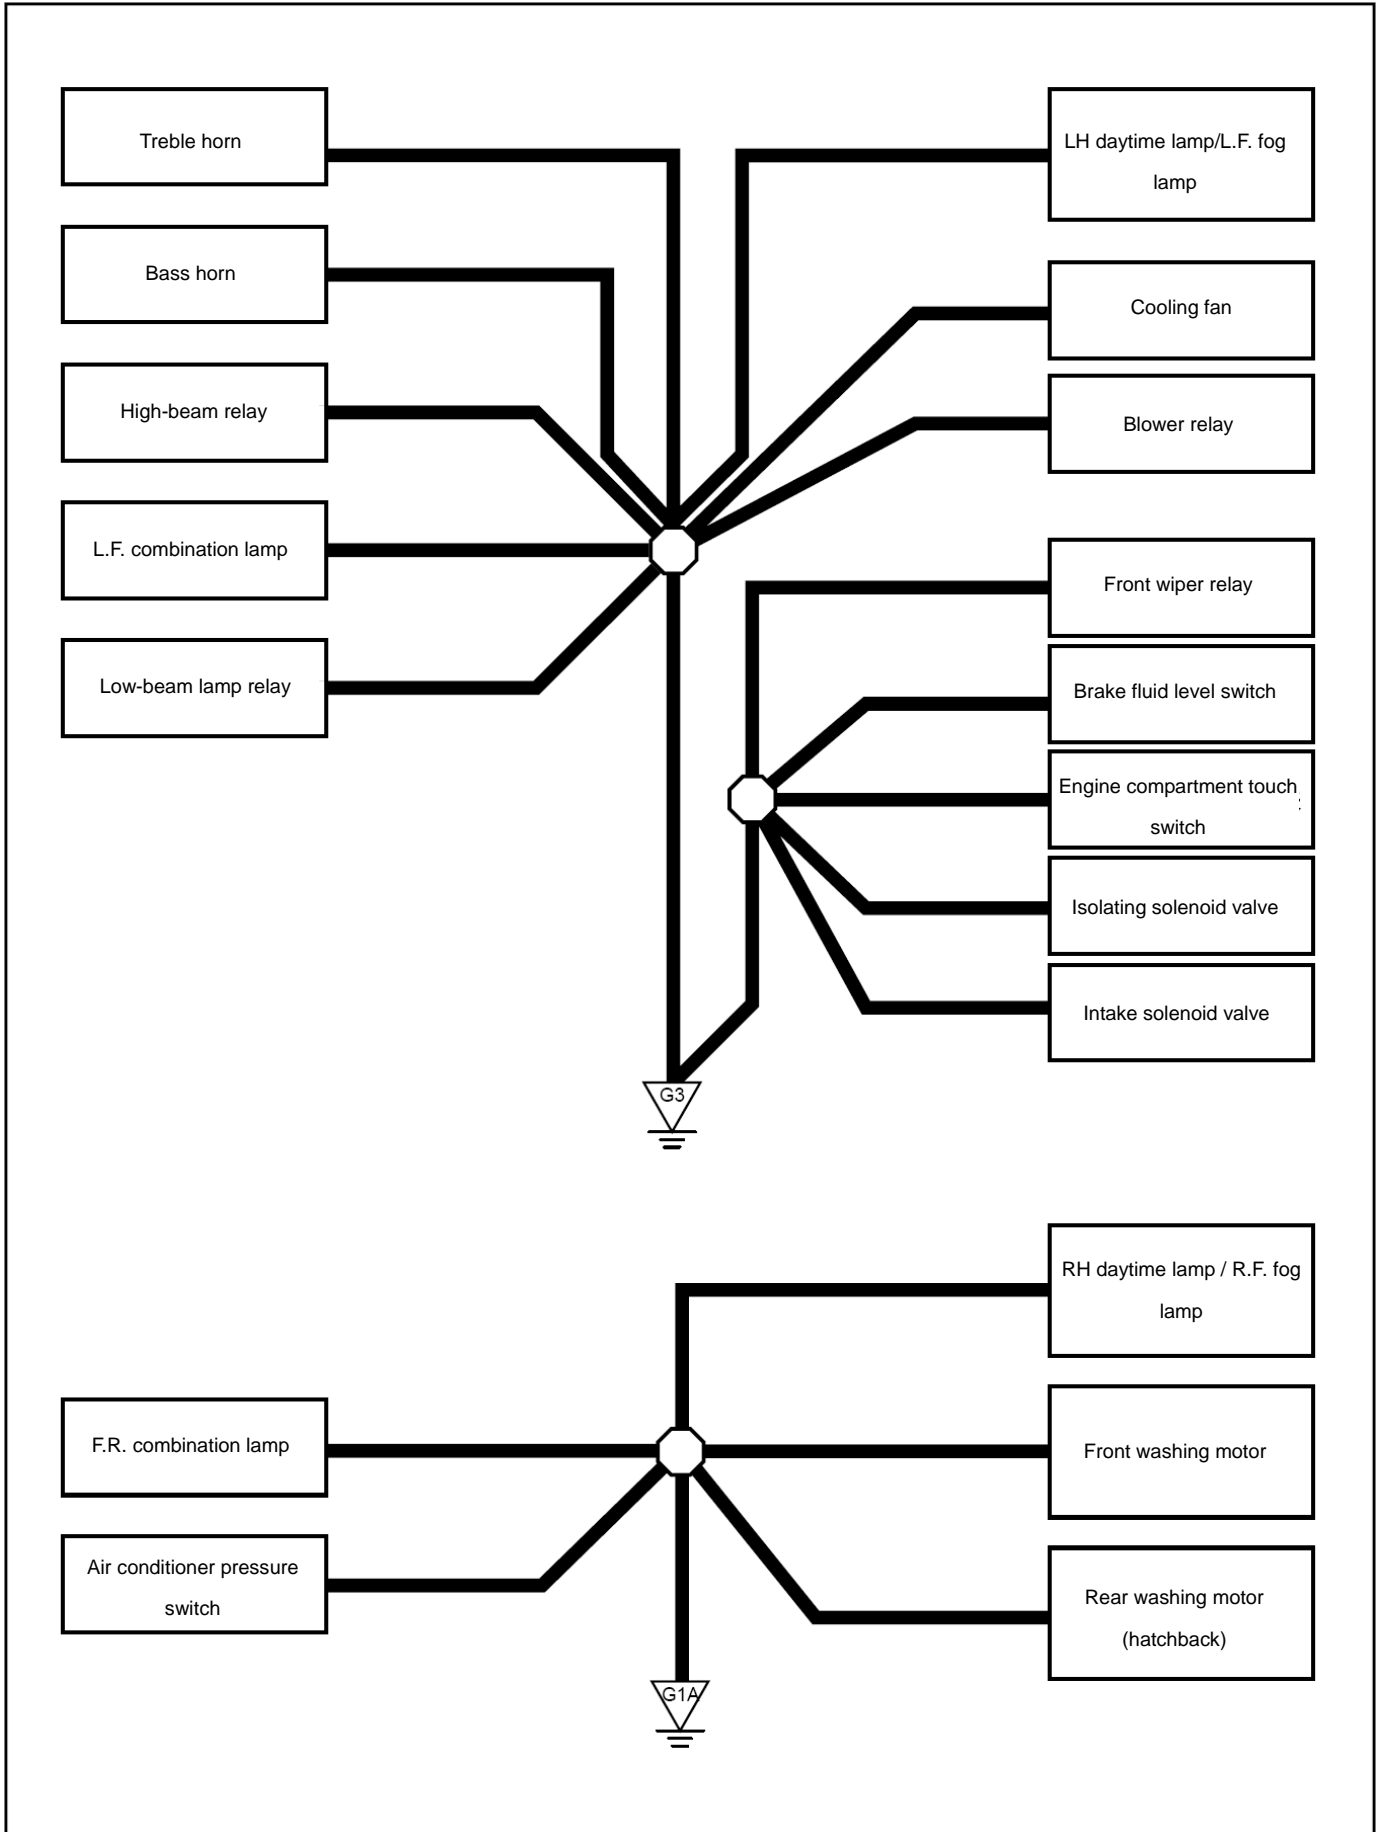 Treble horn
Bass horn
High-beam relay
L.F. combination lamp
Low-beam lamp relay
LH daytime lamp/L.F. fog
lamp
Cooling fan
Blower relay
Front wiper relay
Brake fluid level switch
Engine compartment touch
switch
Isolating solenoid valve
Intake solenoid valve
G3
RH daytime lamp / R.F. fog
lamp
F.R. combination lamp
Front washing motor
Air conditioner pressure
switch
Rear washing motor
(hatchback)
G1A